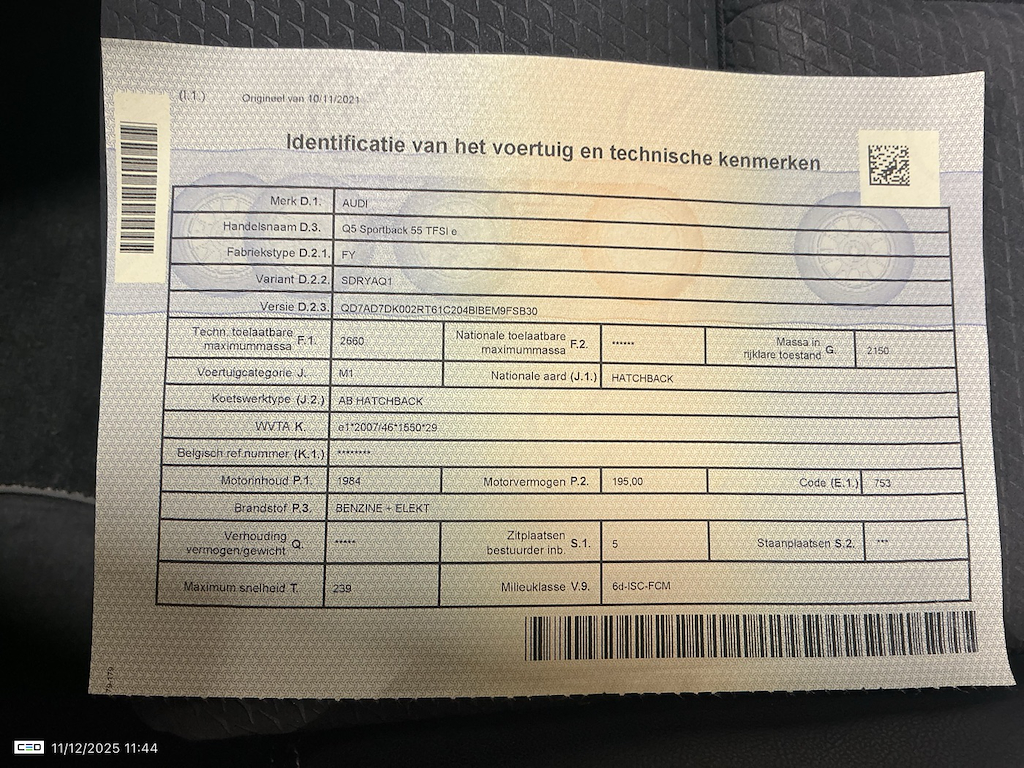 (I.1.) Origineel van 10/11/2021
Identificatie van het voertuig en technische kenmerken
Merk D.1. AUDI
Handelsnaam D.3. Q5 Sportback 55 TFSI e
Fabriekstype D.2.1. FY
Variant D.2.2. SDRYAQ1
Versie D.2.3. QD7AD7DK002RT61C204BIBEM9FSB30
Techn. toelaatbare maximummassa F.1. 2660 Nationale toelaatbare maximummassa F.2. ****** Massa in rijklare toestand G. 2150
Voertuigcategorie J. M1 Nationale aard (J.1.) HATCHBACK
Koetswerktype (J.2.) AB HATCHBACK
WVTA K. e1*2007/46*1550*29
Belgisch ref.nummer (K.1.) ********
Motorinhoud P.1. 1984 Motorvermogen P.2. 195,00 Code (E.1.) 753
Brandstof P.3. BENZINE + ELEKT
Verhouding vermogen/gewicht Q. ***** Zitplaatsen bestuurder inb. S.1. 5 Staanplaatsen S.2. ***
Maximum snelheid T. 239 Milieuklasse V.9. 6d-ISC-FCM
CEO 11/12/2025 11:44